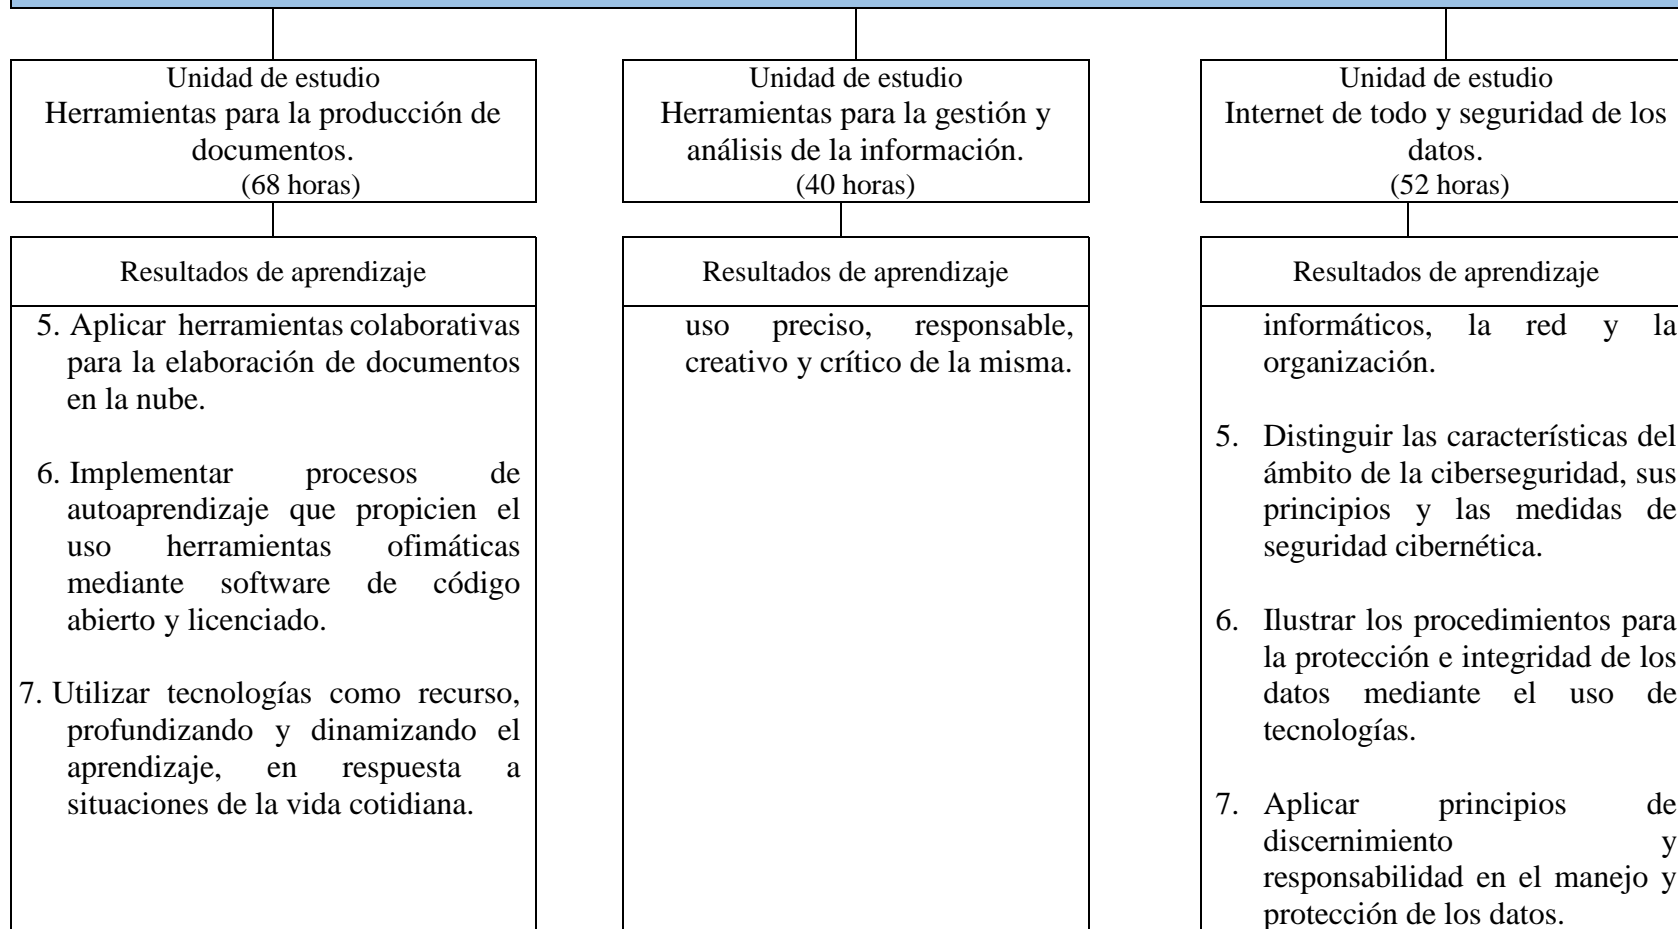 Unidad de estudio
Herramientas para la producción de
documentos.
(68 horas)
Resultados de aprendizaje
5. Aplicar herramientas colaborativas
para la elaboración de documentos
en la nube.
6. Implementar procesos de
autoaprendizaje que propicien el
uso herramientas ofimáticas
mediante software de código
abierto y licenciado.
7. Utilizar tecnologías como recurso,
profundizando y dinamizando el
aprendizaje, en respuesta a
situaciones de la vida cotidiana.
Unidad de estudio
Herramientas para la gestión y
análisis de la información.
(40 horas)
Resultados de aprendizaje
uso preciso, responsable,
creativo y crítico de la misma.
Unidad de estudio
Internet de todo y seguridad de los
datos.
(52 horas)
Resultados de aprendizaje
informáticos, la red y la
organización.
5. Distinguir las características del
ámbito de la ciberseguridad, sus
principios y las medidas de
seguridad cibernética.
6. Ilustrar los procedimientos para
la protección e integridad de los
datos mediante el uso de
tecnologías.
7. Aplicar principios de
discernimiento y
responsabilidad en el manejo y
protección de los datos.